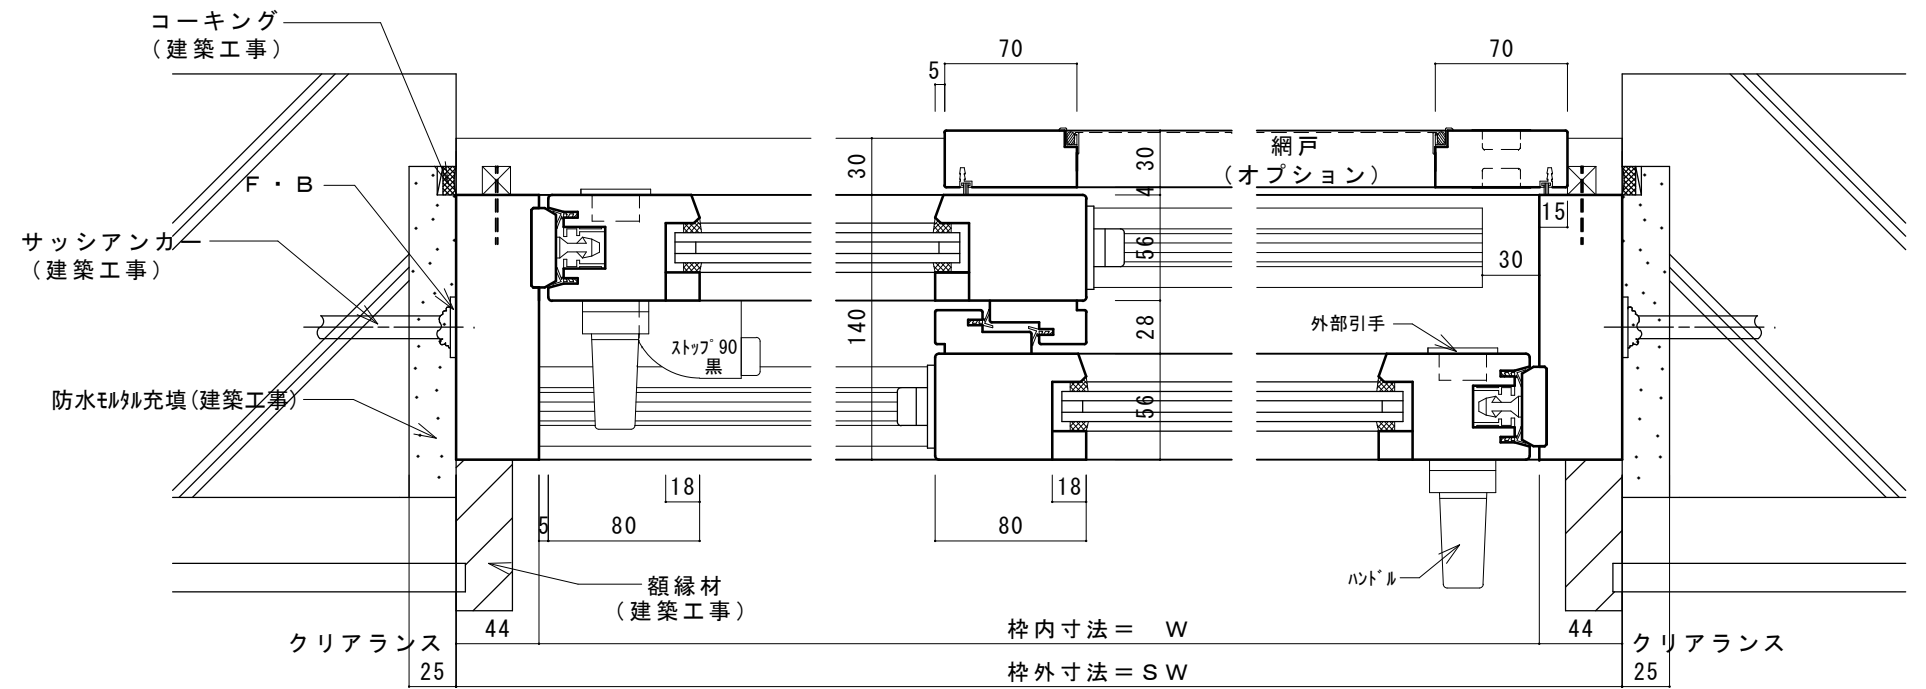 コーキング
(建築工事)
70
70
5
F・B
30
30
網戸
(オプション)
4
サッシアンカー
(建築工事)
15
56
30
140
28
外部引手
ストップ90
黒
防水モルタル充填(建築工事)
56
18
18
5
80
80
ハンドル
額縁材
(建築工事)
44
枠内寸法= W
44
クリアランス
クリアランス
25
枠外寸法=SW
25